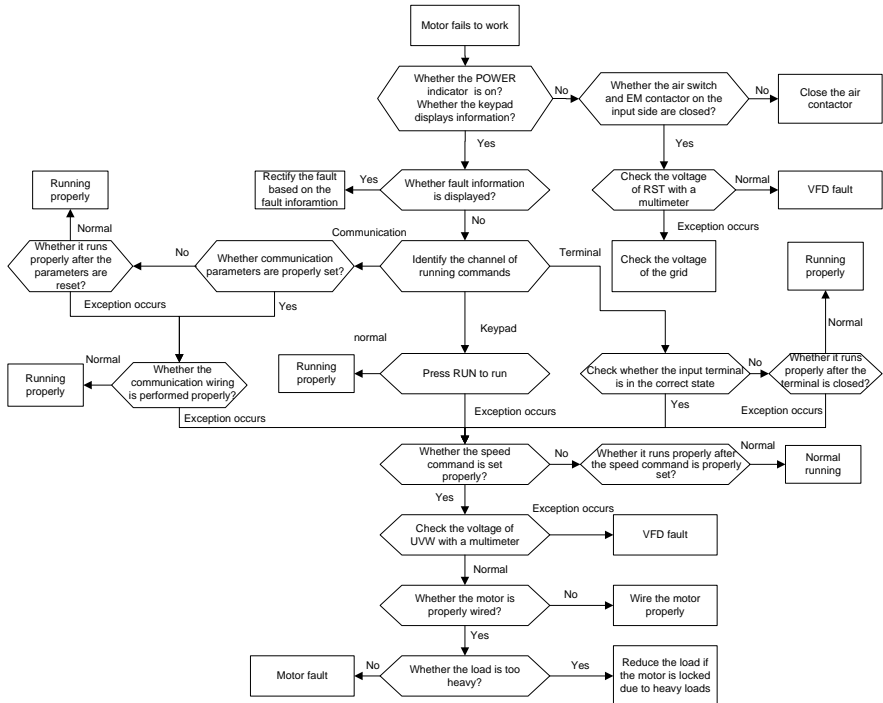 Motor fails to work
Whether the POWER
indicator is on?
Whether the keypad
displays information?
No
Whether the air switch
and EM contactor on the
input side are closed?
No
Close the air
contactor
Yes
Yes
Rectify the fault
based on the
fault inforamtion
Yes
Whether fault information
is displayed?
Check the voltage
of RST with a
multimeter
Normal
VFD fault
Running
properly
Normal
No
Exception occurs
Communication
Whether it runs
properly after the
parameters are
reset?
No
Whether communication
parameters are properly set?
Identify the channel of
running commands
Terminal
Check the voltage
of the grid
Running
properly
Exception occurs
Yes
Keypad
Normal
normal
Running
properly
Normal
Whether the
communication wiring
is performed properly?
Running
properly
Press RUN to run
Check whether the input terminal
is in the correct state
No
Whether it runs
properly after the
terminal is closed?
Exception occurs
Exception occurs
Yes
Exception occurs
Whether the speed
command is set
properly?
No
Whether it runs properly after
the speed command is properly
set?
Normal
Normal
running
Yes
Exception occurs
Check the voltage of
UVW with a multimeter
VFD fault
Normal
Whether the motor is
properly wired?
No
Wire the motor
properly
Yes
Motor fault
No
Whether the load is too
heavy?
Yes
Reduce the load if
the motor is locked
due to heavy loads